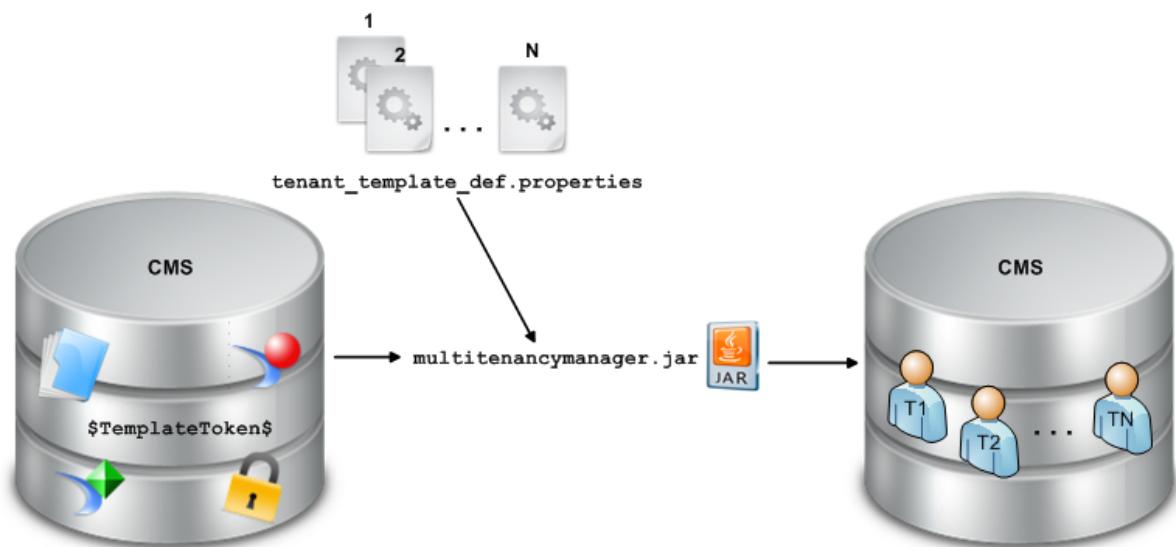 1
2
N
...
tenant_template_def.properties
CMS
CMS
multitenancymanager.jar
JAR
$TemplateToken$
T1
T2
...
TN